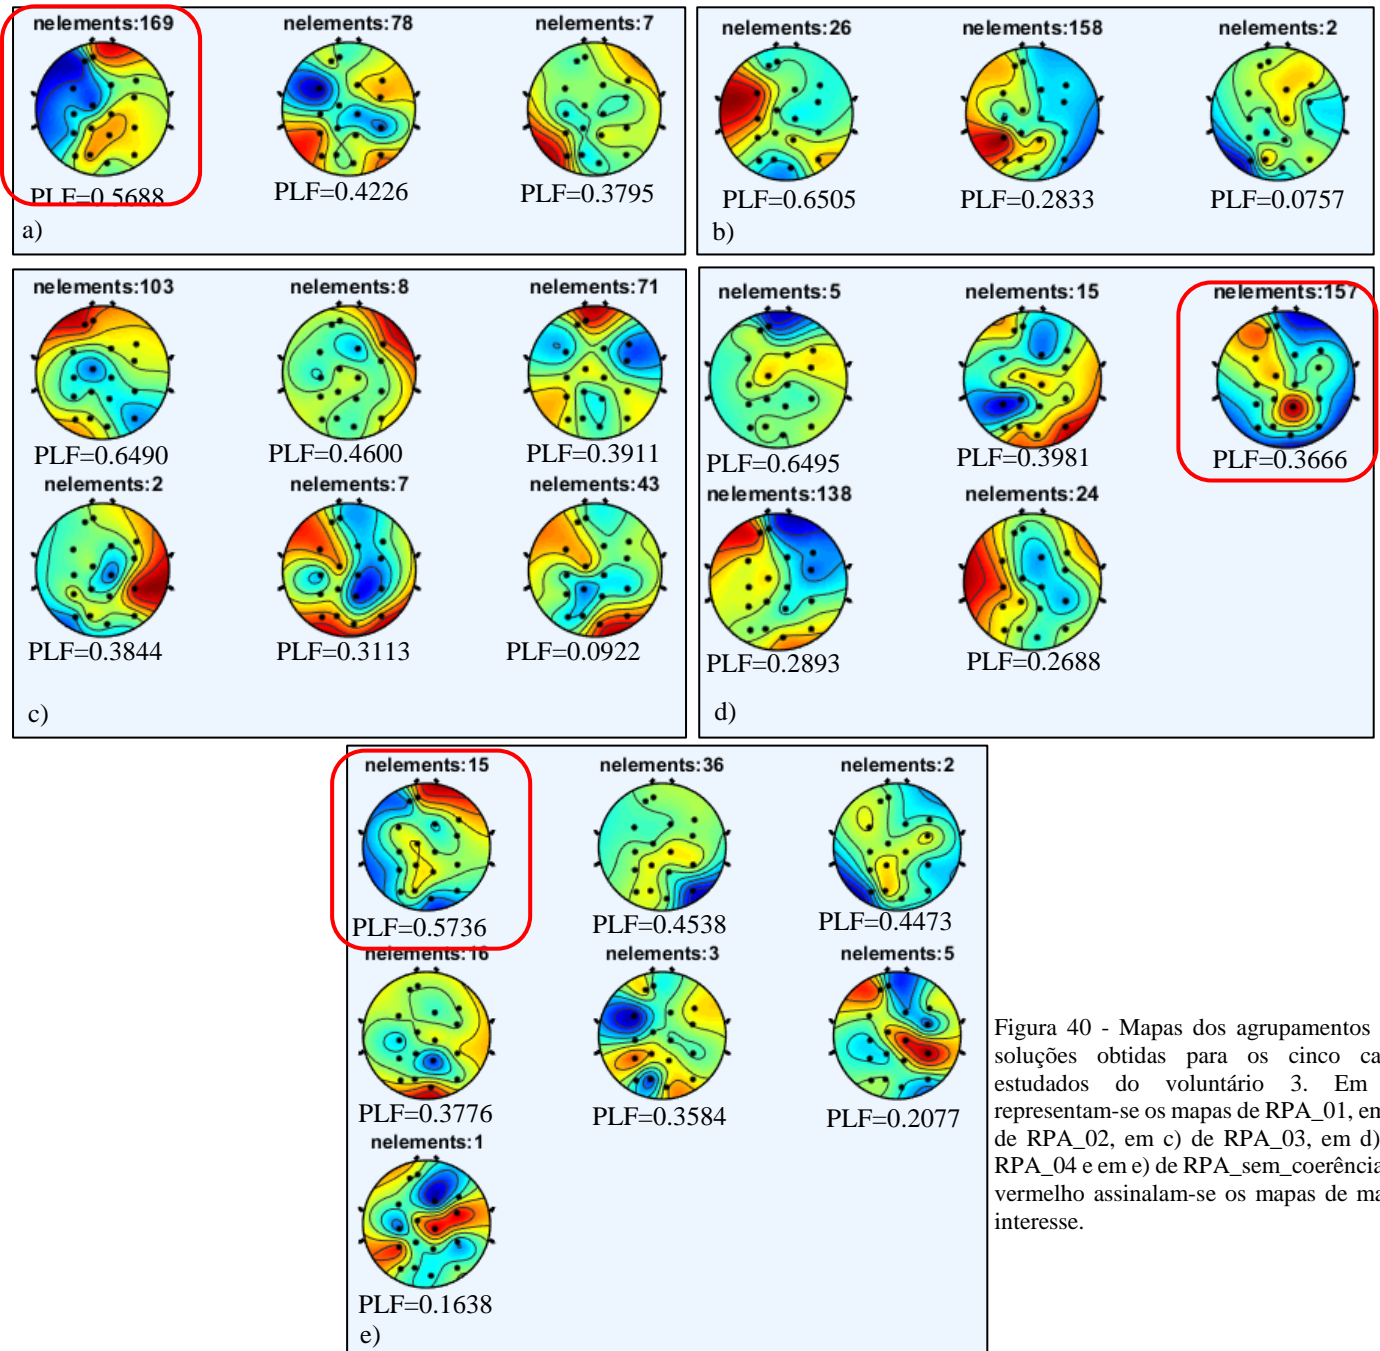 nelements:169 nelements:78 nelements:7
PLF=0.5688 PLF=0.4226 PLF=0.3795
a)
nelements:26 nelements:158 nelements:2
PLF=0.6505 PLF=0.2833 PLF=0.0757
b)
nelements:103 nelements:8 nelements:71
PLF=0.6490 PLF=0.4600 PLF=0.3911
nelements:2 nelements:7 nelements:43
PLF=0.3844 PLF=0.3113 PLF=0.0922
c)
nelements:5 nelements:15 nelements:157
PLF=0.6495 PLF=0.3981 PLF=0.3666
nelements:138 nelements:24
PLF=0.2893 PLF=0.2688
d)
nelements:15 nelements:36 nelements:2
PLF=0.5736 PLF=0.4538 PLF=0.4473
nelements:16 nelements:3 nelements:5
PLF=0.3776 PLF=0.3584 PLF=0.2077
nelements:1
PLF=0.1638
e)
Figura 40 - Mapas dos agrupamentos
soluções obtidas para os cinco ca
estudados do voluntário 3. Em
representam-se os mapas de RPA_01, em
de RPA_02, em c) de RPA_03, em d)
RPA_04 e em e) de RPA_sem_coerência
vermelho assinalam-se os mapas de ma
interesse.